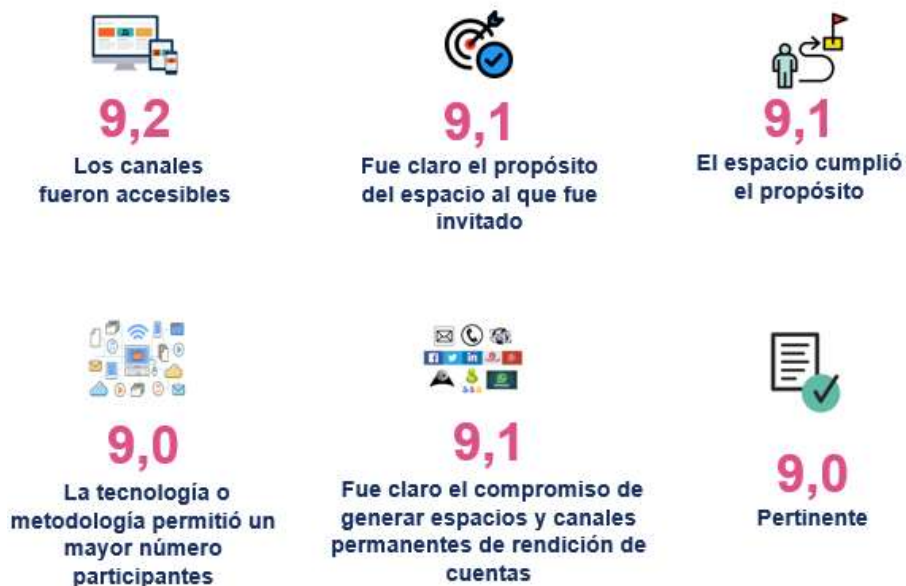 9,2
Los canales
fueron accesibles
9,1
Fue claro el propósito
del espacio al que fue
invitado
9,1
El espacio cumplió
el propósito
9,0
La tecnología o
metodología permitió un
mayor número
participantes
9,1
Fue claro el compromiso de
generar espacios y canales
permanentes de rendición de
cuentas
9,0
Pertinente